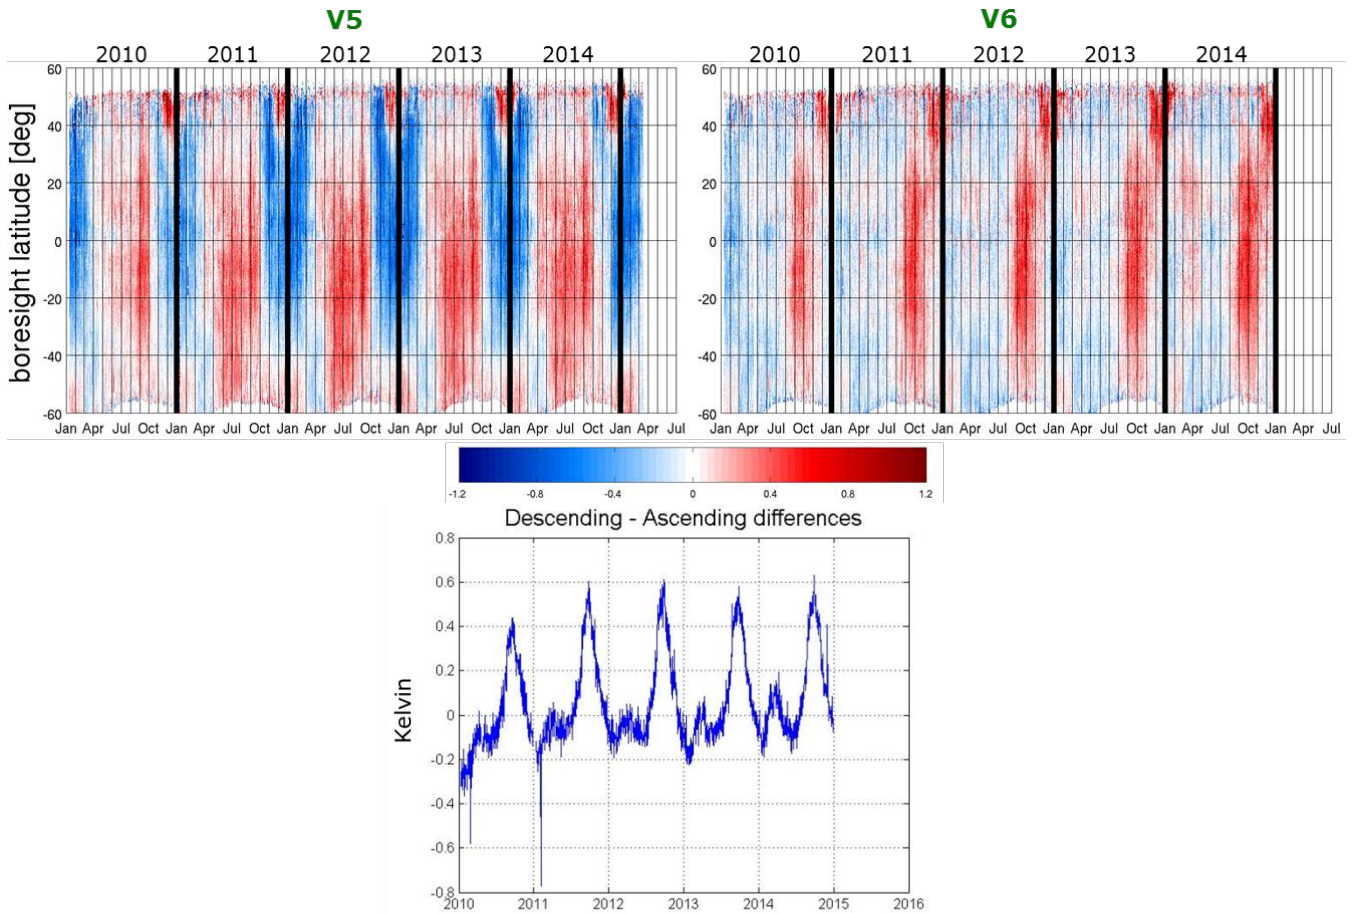 V5 V6
2010 2011 2012 2013 2014 2010 2011 2012 2013 2014
boresight latitude [deg]
60 60
40 40
20 20
0 0
-20 -20
-40 -40
-60 -60
Jan Apr Jul Oct Jan Apr Jul Oct Jan Apr Jul Oct Jan Apr Jul Oct Jan Apr Jul Oct Jan Apr Jul Jan Apr Jul Oct Jan Apr Jul Oct Jan Apr Jul Oct Jan Apr Jul Oct Jan Apr Jul Oct Jan Apr Jul
-1.2 -0.8 -0.4 0 0.4 0.8 1.2
Descending - Ascending differences
Kelvin
0.8
0.6
0.4
0.2
0
-0.2
-0.4
-0.6
-0.8
2010 2011 2012 2013 2014 2015 2016